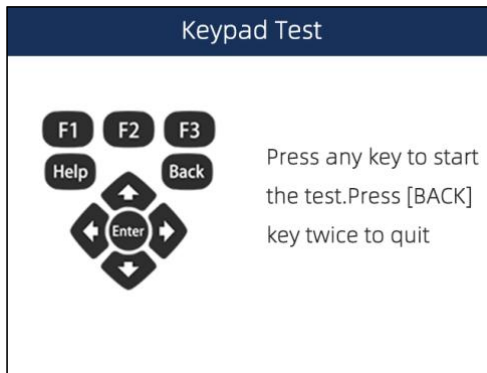 Keypad Test
F1 F2 F3
Help Back
Enter
Press any key to start
the test.Press [BACK]
key twice to quit